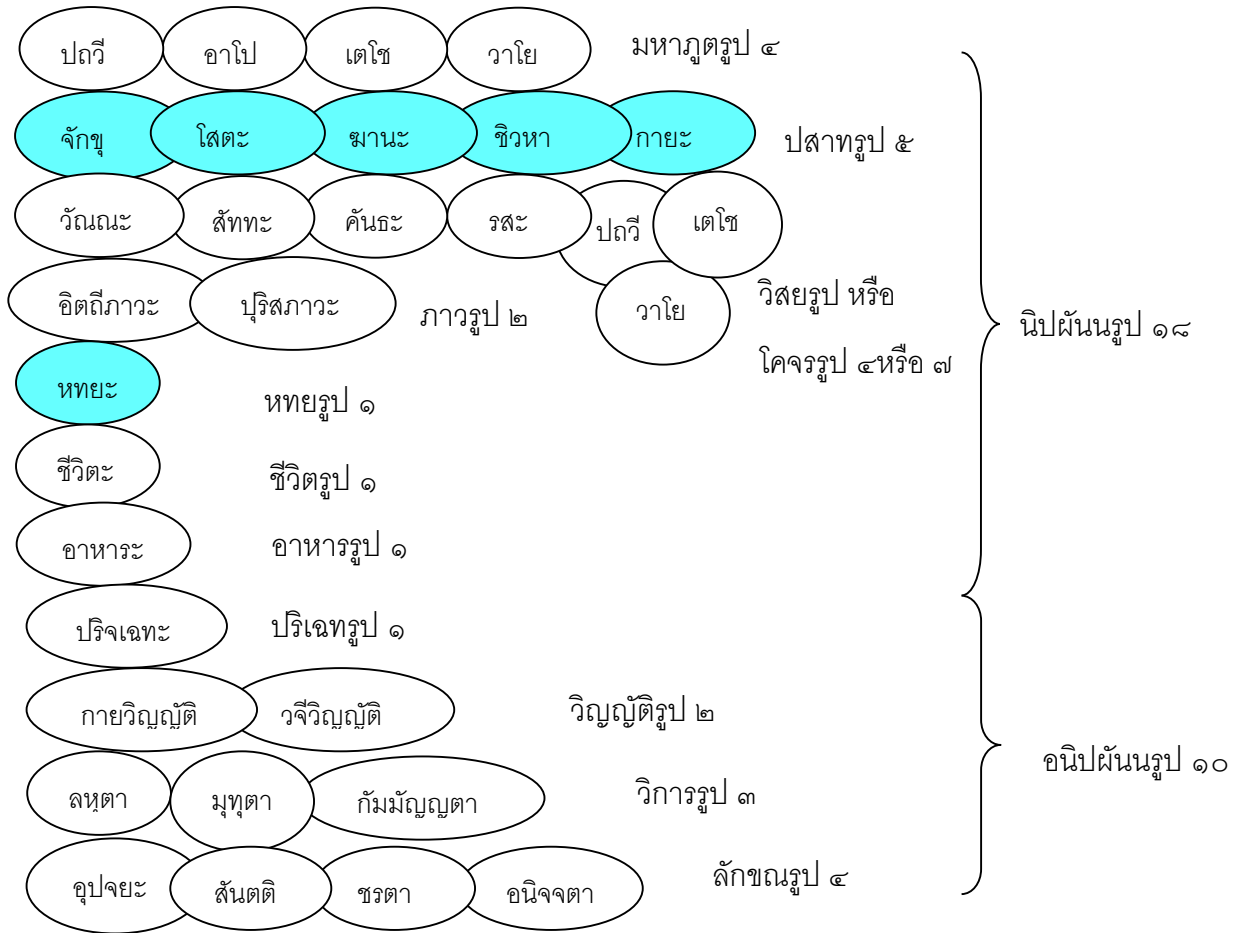 ปถวี อาโป เตโช วาโย มหาภูตรูป ๔
จักขุ โสตะ ฆานะ ชิวหา กายะ ปสาทรูป ๕
วัณณะ สัททะ คันธะ รสะ ปถวี เตโช
อิตถีภาวะ ปุริสภาวะ ภาวรูป ๒ วาโย วิสยรูป หรือ
โคจรรูป ๔หรือ ๗
นิปผันนรูป ๑๘
หทยะ หทยรูป ๑
ชีวิตะ ชีวิตรูป ๑
อาหาระ อาหารรูป ๑
ปริจเฉทะ ปริเฉทรูป ๑
กายวิญญัติ วจีวิญญัติ วิญญัติรูป ๒
อนิปผันนรูป ๑๐
ลหุตา มุทุตา กัมมัญญตา วิการรูป ๓
อุปจยะ สันตติ ชรตา อนิจจตา ลักขณรูป ๔